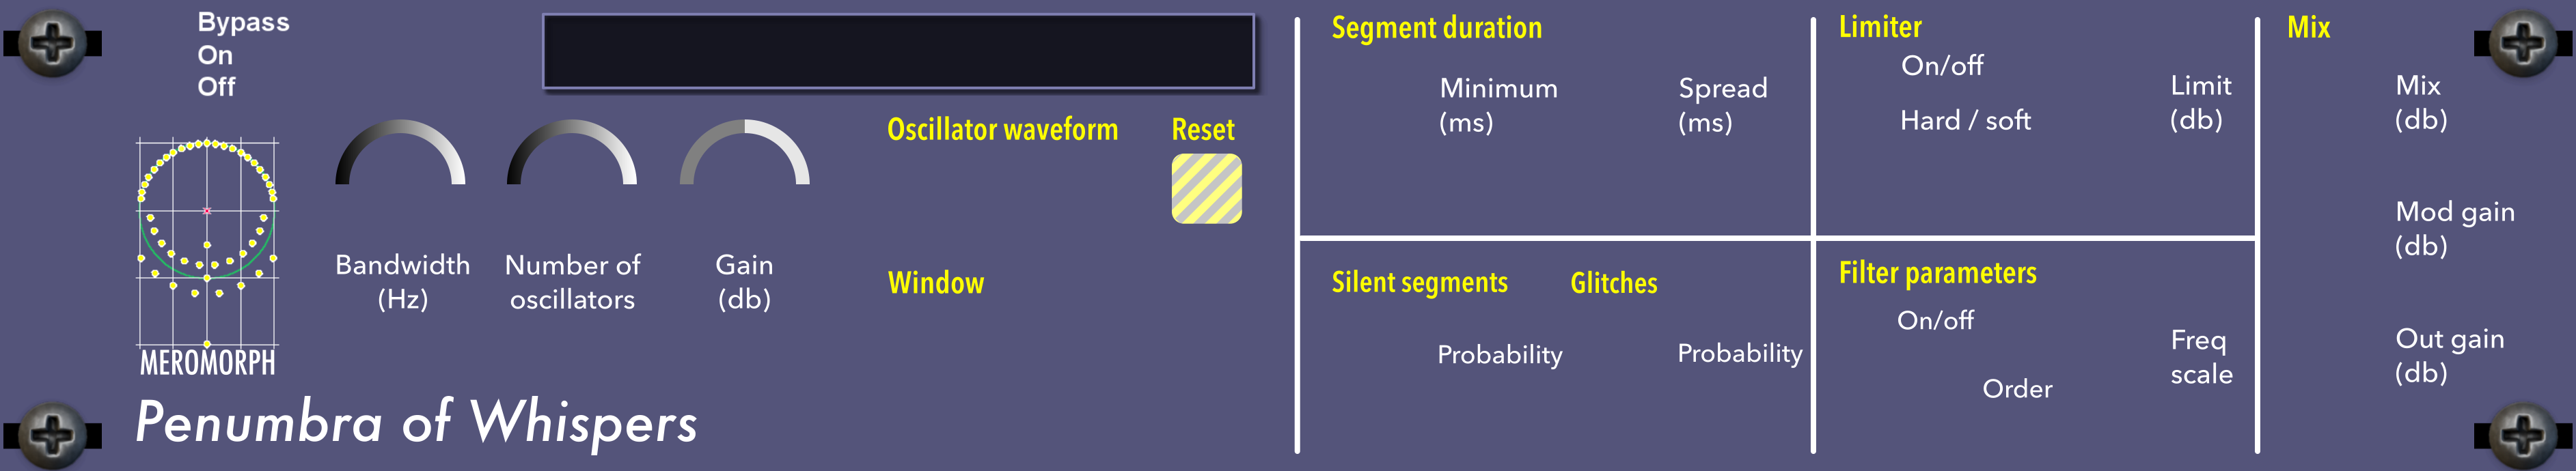 Bypass
On
Off
MEROMORPH
Penumbra of Whispers
Bandwidth
(Hz)
Number of
oscillators
Gain
(db)
Oscillator waveform
Reset
Window
Segment duration
Minimum
(ms)
Spread
(ms)
Silent segments
Glitches
Probability
Probability
Limiter
On/off
Hard / soft
Limit
(db)
Filter parameters
On/off
Order
Freq
scale
Mix
Mix
(db)
Mod gain
(db)
Out gain
(db)